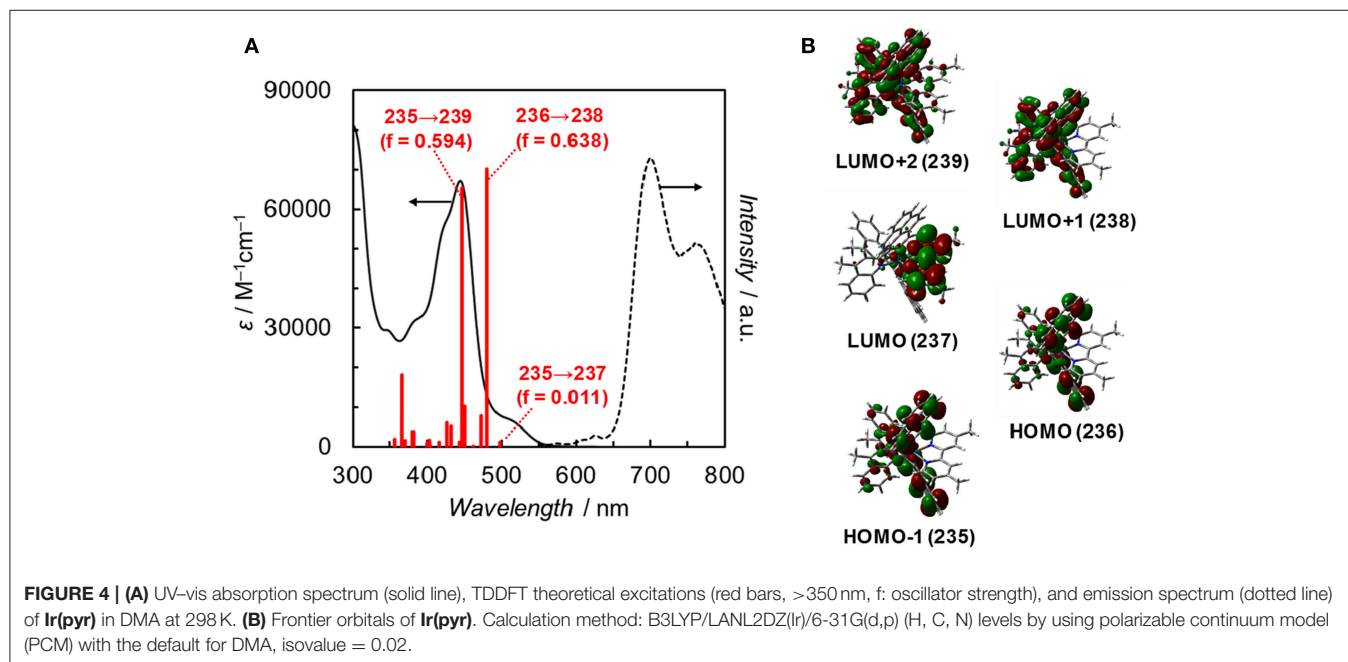 A
B
90000
60000
30000
0
ε / M⁻¹cm⁻¹
235→239
(f = 0.594)
236→238
(f = 0.638)
235→237
(f = 0.011)
Intensity / a.u.
300 400 500 600 700 800
Wavelength / nm
LUMO+2 (239)
LUMO+1 (238)
LUMO (237)
HOMO (236)
HOMO-1 (235)
FIGURE 4 | (A) UV–vis absorption spectrum (solid line), TDDFT theoretical excitations (red bars, >350 nm, f: oscillator strength), and emission spectrum (dotted line)
of Ir(pyr) in DMA at 298 K. (B) Frontier orbitals of Ir(pyr). Calculation method: B3LYP/LANL2DZ(Ir)/6-31G(d,p) (H, C, N) levels by using polarizable continuum model
(PCM) with the default for DMA, isovalue = 0.02.